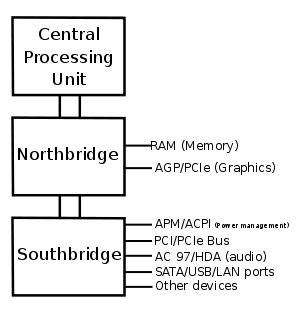 Central
Processing
Unit
Northbridge
RAM (Memory)
AGP/PCIe (Graphics)
Southbridge
APM/ACPI (Power management)
PCI/PCIe Bus
AC 97/HDA (audio)
SATA/USB/LAN ports
Other devices